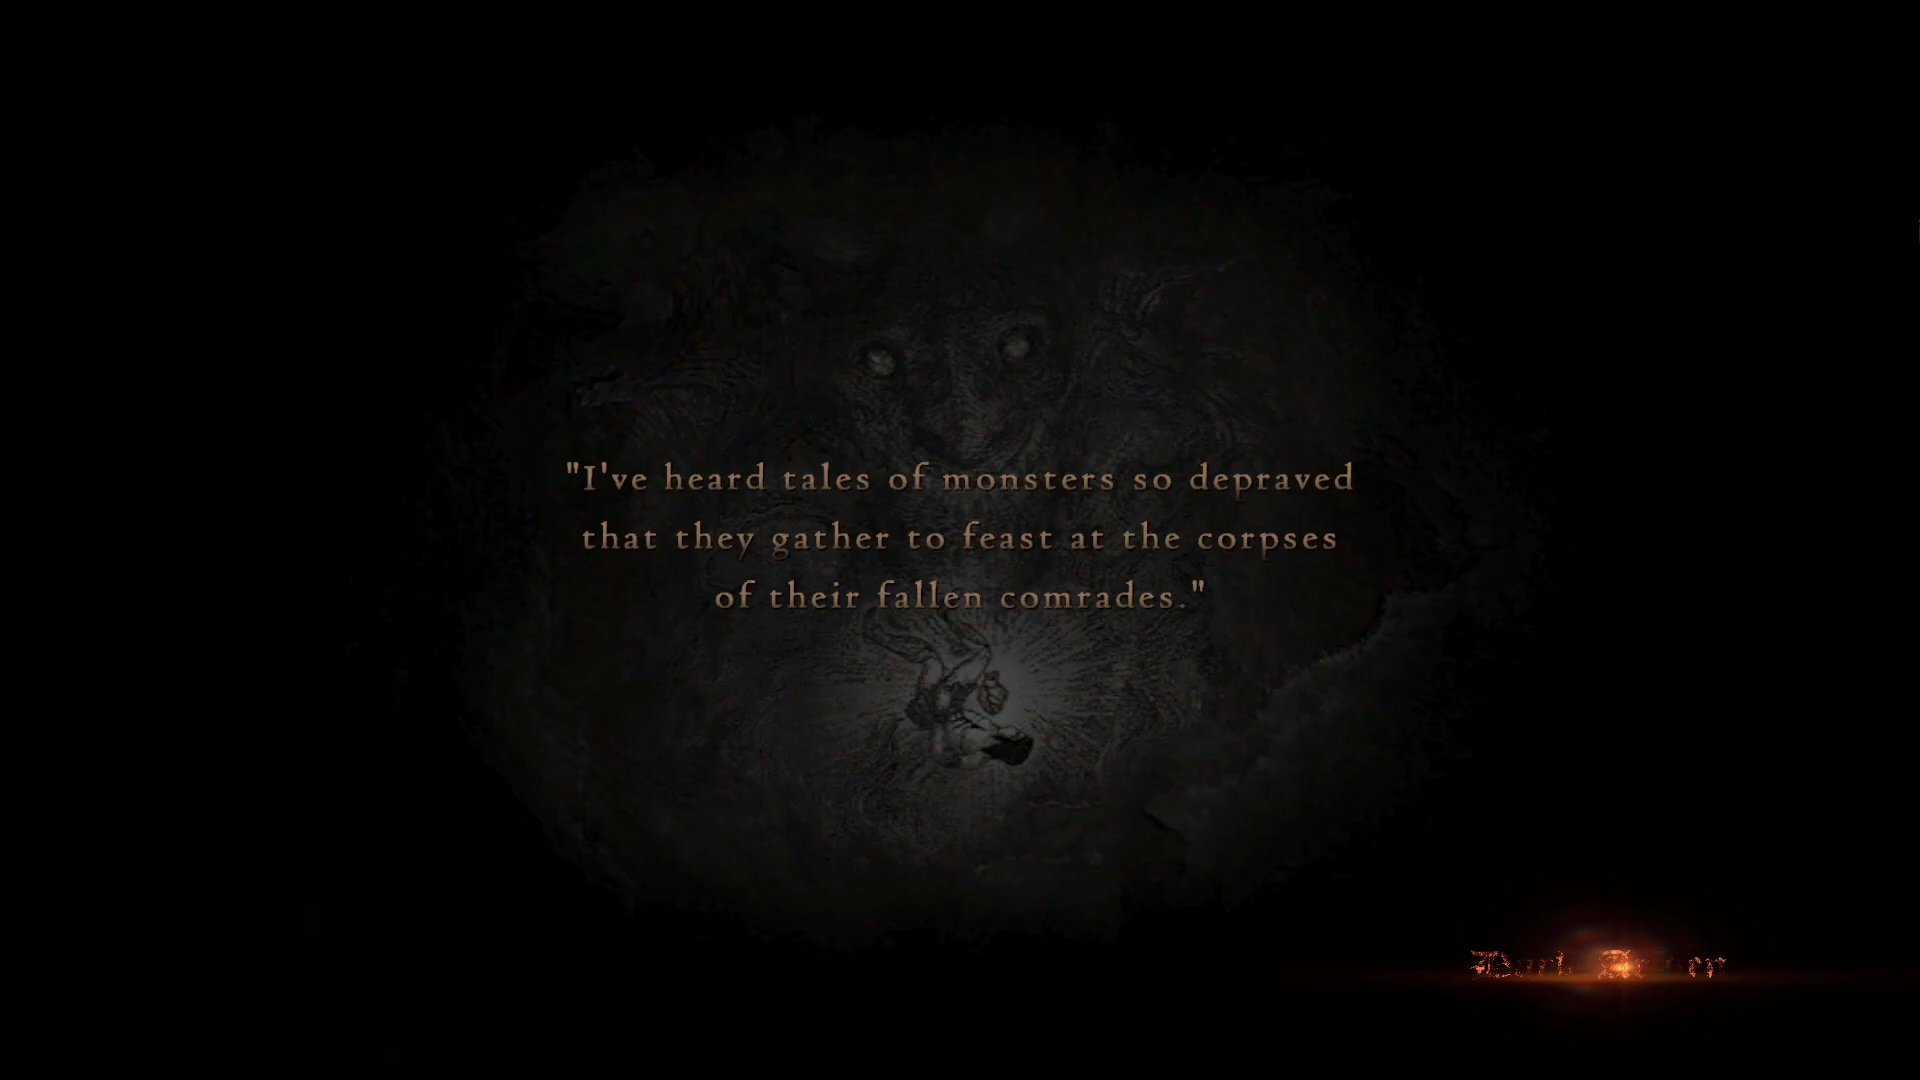 "I've heard tales of monsters so depraved
that they gather to feast at the corpses
of their fallen comrades."